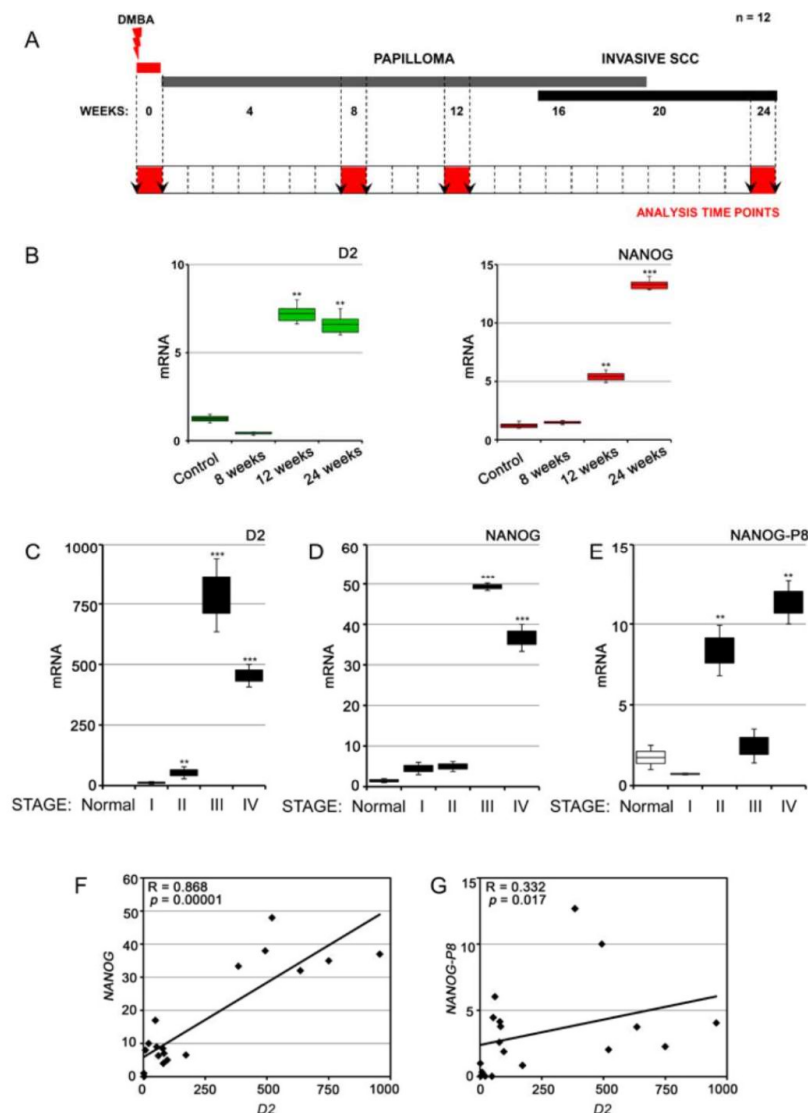 A
DMBA
n = 12
PAPILLOMA
INVASIVE SCC
WEEKS: 0 4 8 12 16 20 24
ANALYSIS TIME POINTS
B
D2
10
5
0
mRNA
Control
8 weeks
12 weeks
24 weeks
**
**
NANOG
15
10
5
0
mRNA
Control
8 weeks
12 weeks
24 weeks
**
***
C
D2
1000
750
500
250
0
mRNA
**
***
***
STAGE: Normal I II III IV
D
NANOG
60
50
40
30
20
10
0
mRNA
***
***
STAGE: Normal I II III IV
E
NANOG-P8
15
10
5
0
mRNA
**
**
STAGE: Normal I II III IV
F
R = 0.868
p = 0.00001
60
50
40
30
20
10
0
NANOG
0 250 500 750 1000
D2
G
R = 0.332
p = 0.017
15
10
5
0
NANOG-P8
0 250 500 750 1000
D2